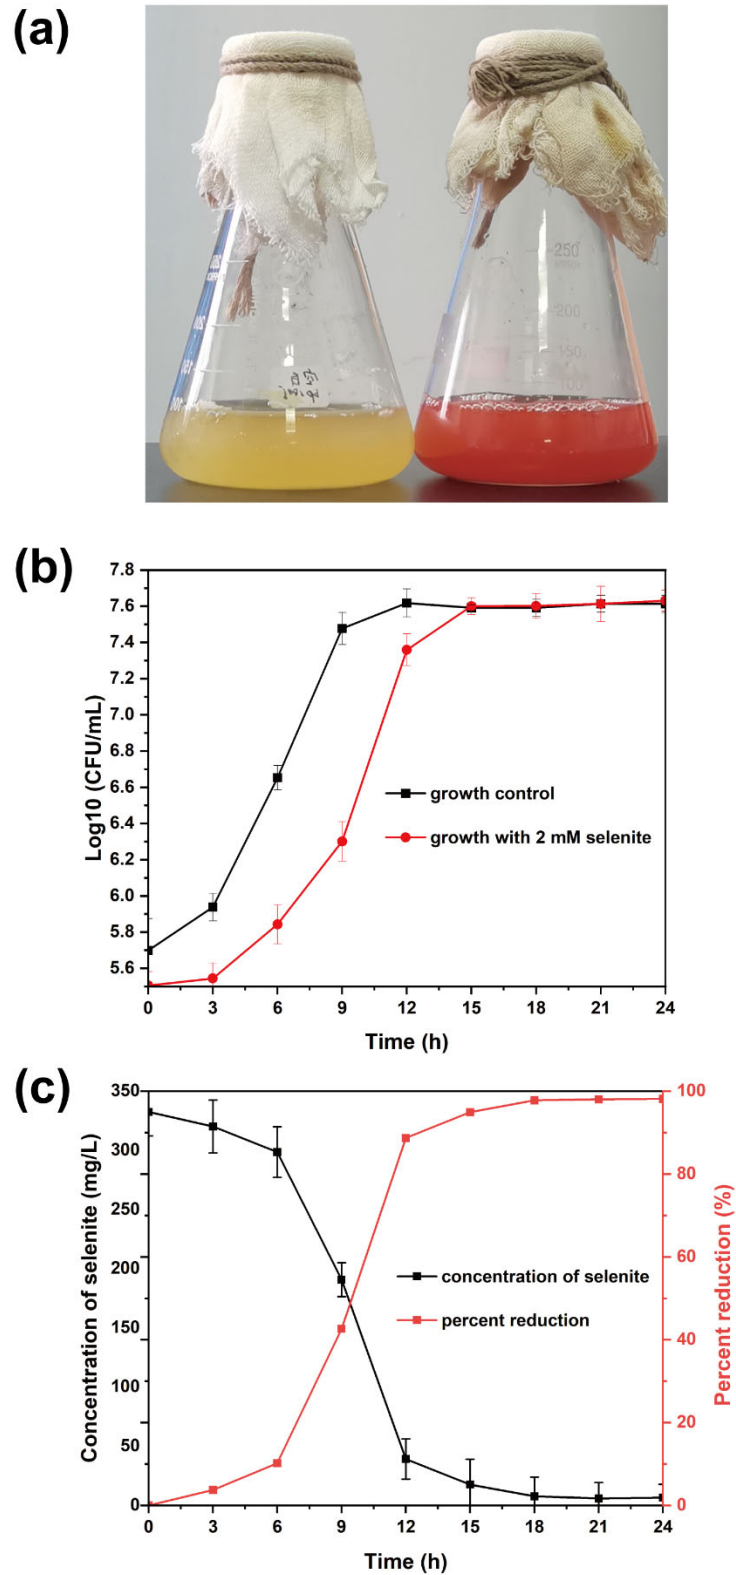 (a)
250
200
150
100
200
150
100
(b)
Log10 (CFU/mL)
7.8
7.6
7.4
7.2
7.0
6.8
6.6
6.4
6.2
6.0
5.8
5.6
growth control
growth with 2 mM selenite
0 3 6 9 12 15 18 21 24
Time (h)
(c)
Concentration of selenite (mg/L)
350
300
250
200
150
100
50
0
concentration of selenite
percent reduction
100
80
60
40
20
0
Percent reduction (%)
0 3 6 9 12 15 18 21 24
Time (h)